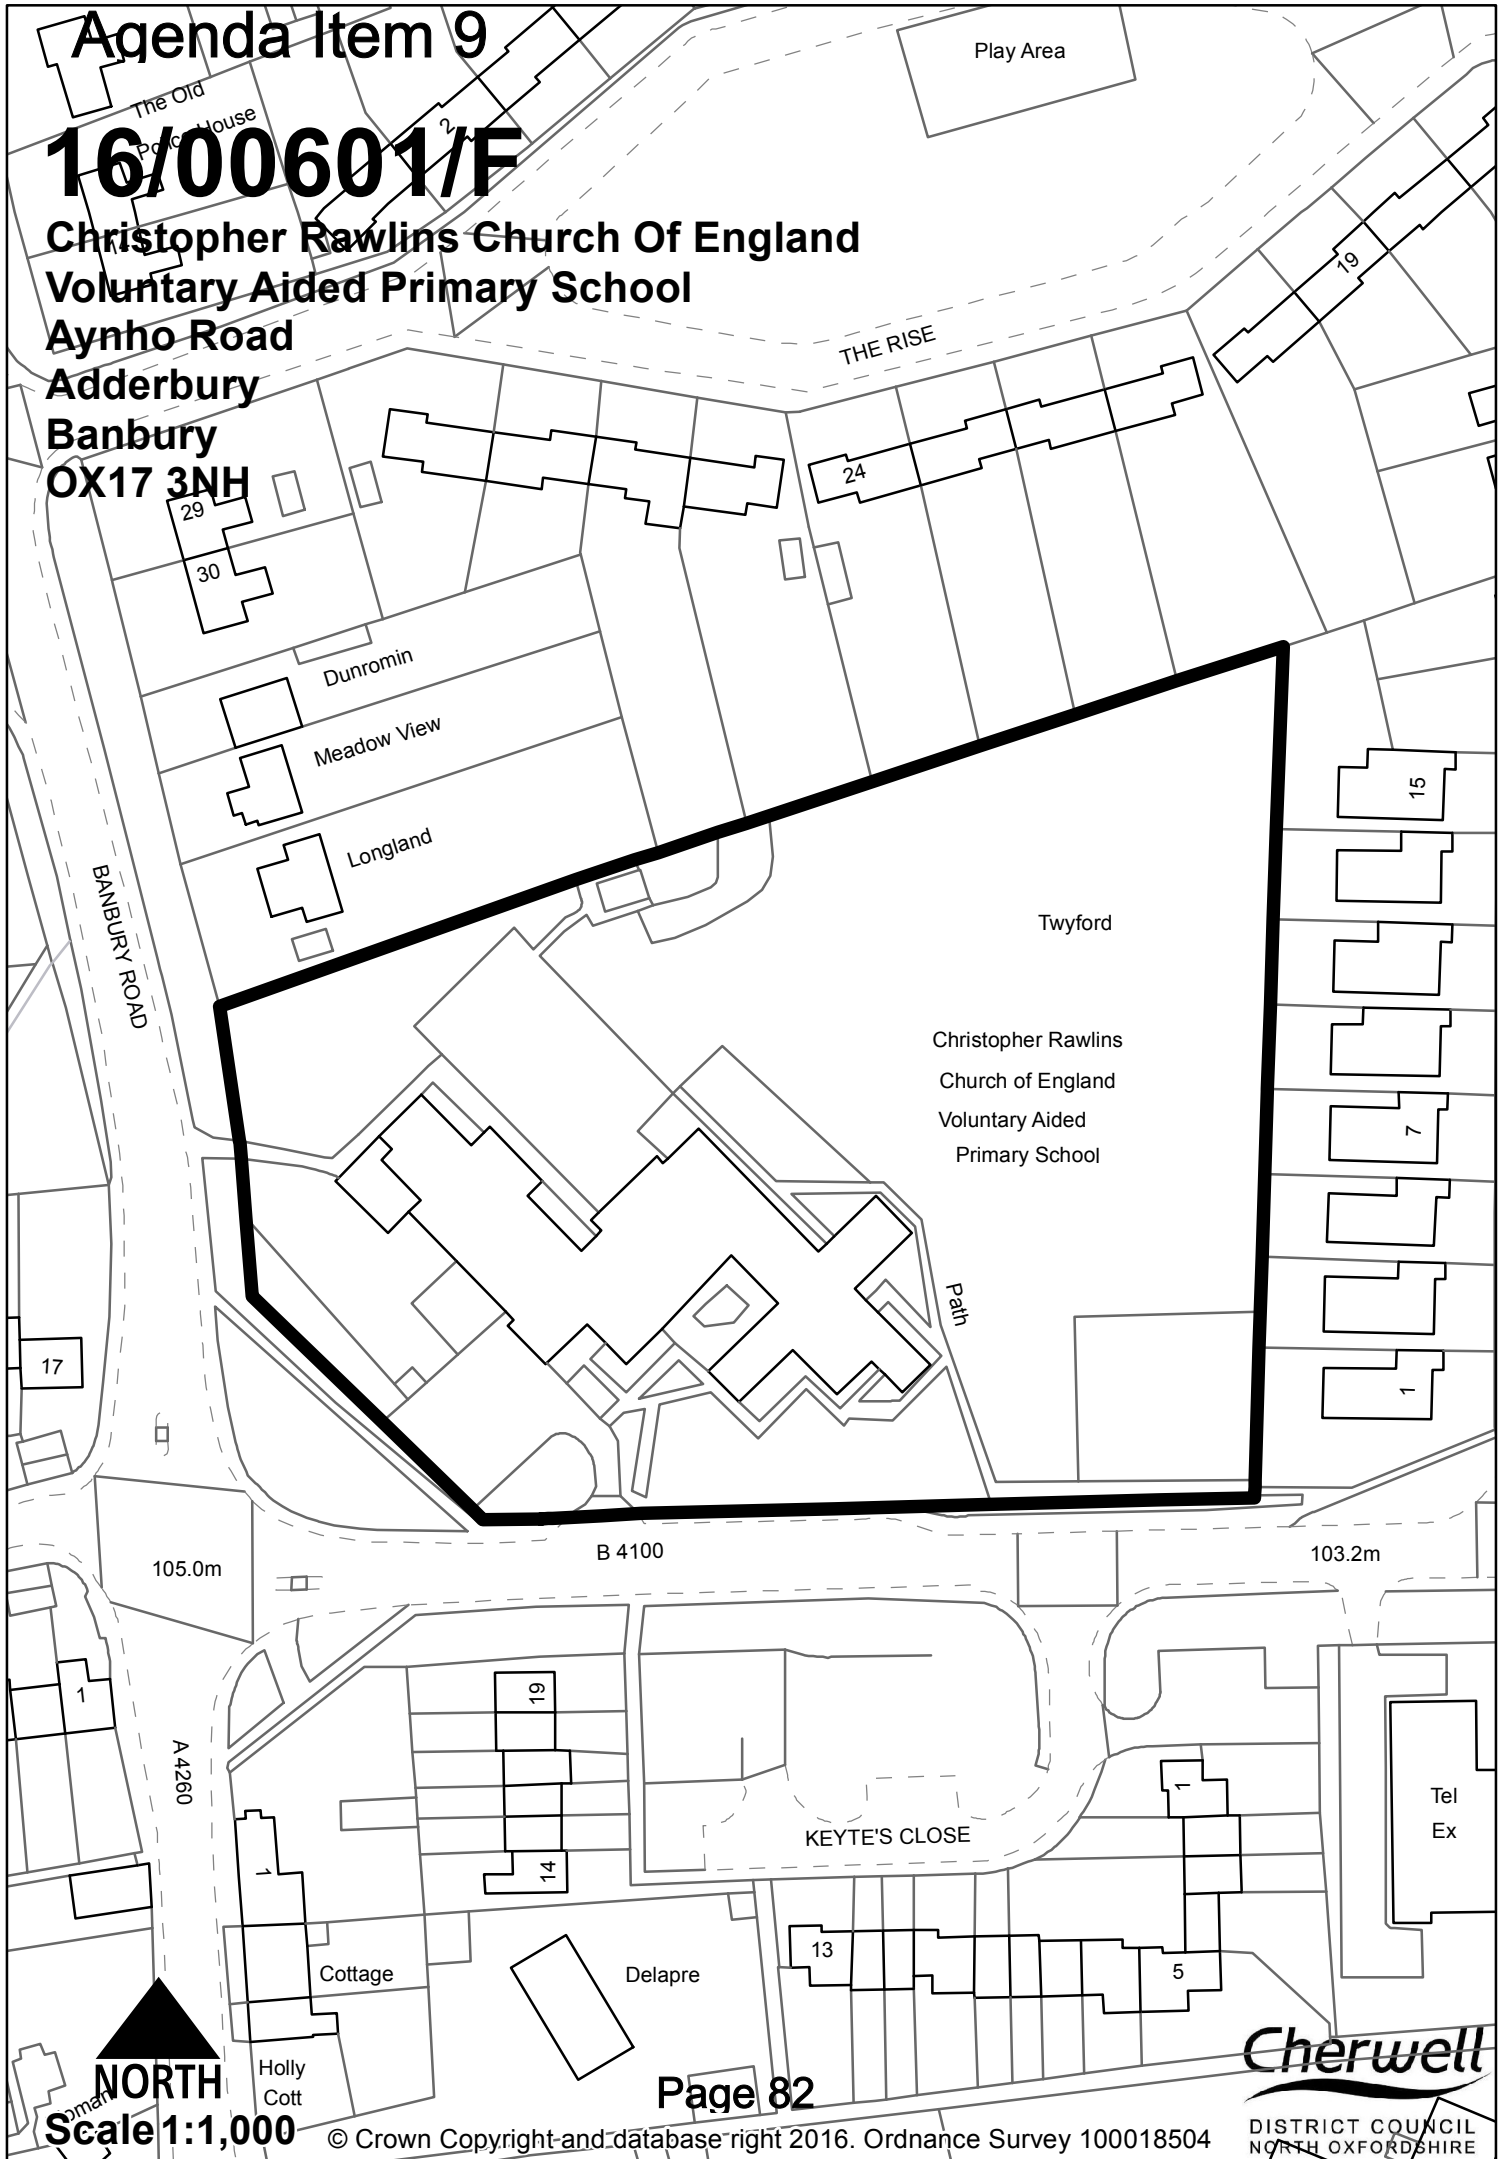 Agenda Item 9
Play Area
The Old
Police House
2
16/00601/F
Christopher Rawlins Church Of England
Voluntary Aided Primary School
Aynho Road
Adderbury
Banbury
OX17 3NH
19
THE RISE
24
29
30
Dunromin
Meadow View
Longland
15
BANBURY ROAD
Twyford
Christopher Rawlins
Church of England
Voluntary Aided
Primary School
7
Path
17
1
B 4100
105.0m
103.2m
1
19
A 4260
1
Tel
Ex
KEYTE'S CLOSE
1
14
13
5
Cottage
Delapre
Holly
Cott
NORTH
Scale 1:1,000
Page 82
© Crown Copyright and database right 2016. Ordnance Survey 100018504
Cherwell
DISTRICT COUNCIL
NORTH OXFORDSHIRE